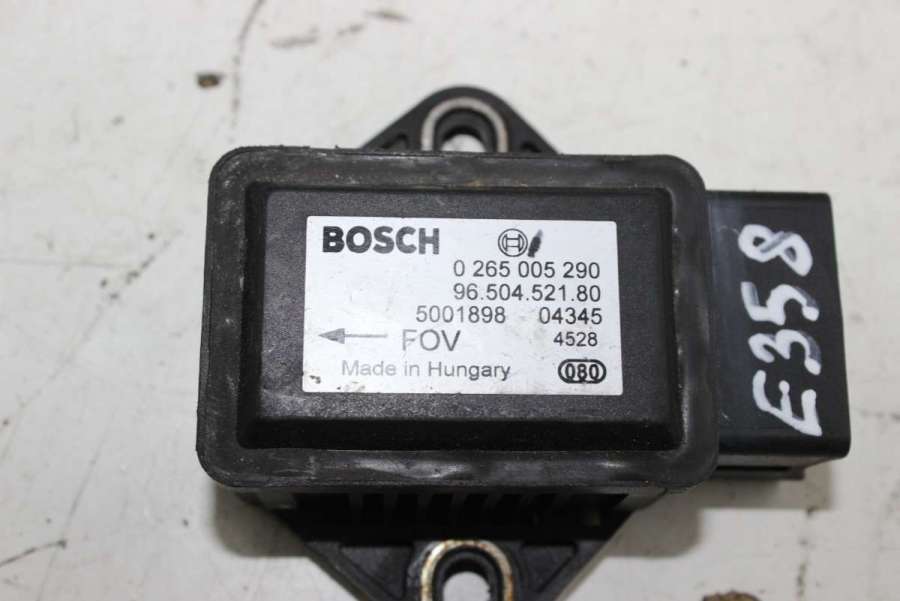 BOSCH
0 265 005 290
96.504.521.80
5001898 04345
FOV 4528
Made in Hungary 080
E358